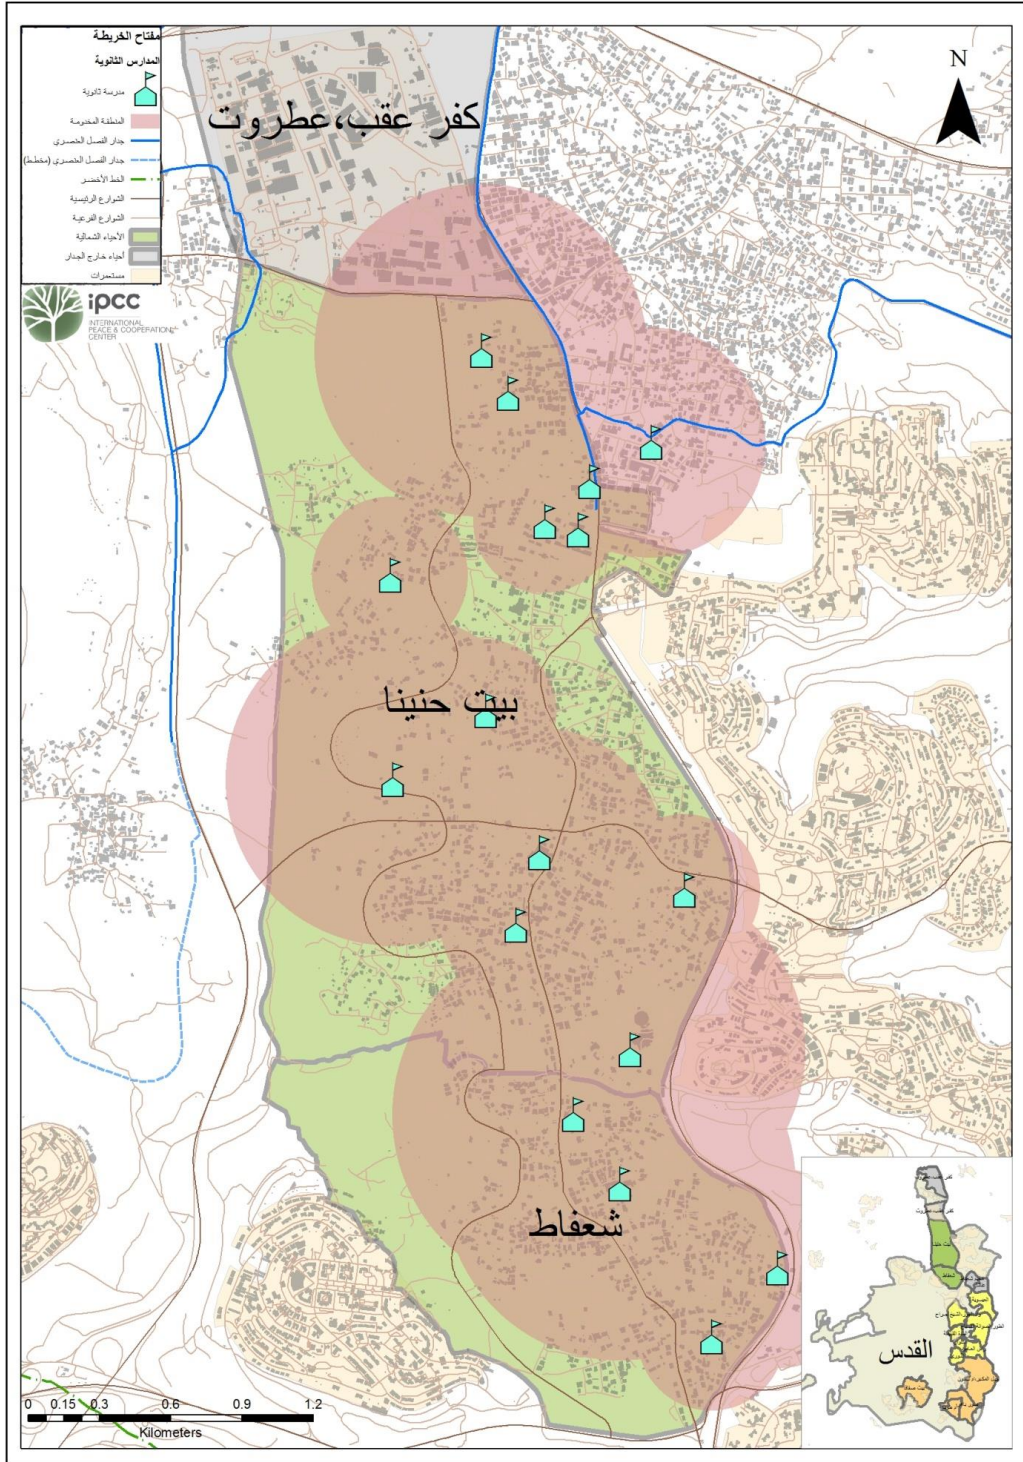 مفتاح الخريطة
المدارس الثانوية
مدرسة ثانوية
المنطقة المخدومة
جدار الفصل العنصري
جدار الفصل العنصري (مخطط)
الخط الأخضر
الشوارع الرئيسية
الشوارع الفرعية
الأحياء الشمالية
أحياء خارج الجدار
مستعمرات
ipcc
INTERNATIONAL
PEACE & COOPERATION
CENTER
كفر عقب،عطروت
N
بيت حنينا
شعفاط
القدس
0 0.15 0.3 0.6 0.9 1.2
Kilometers